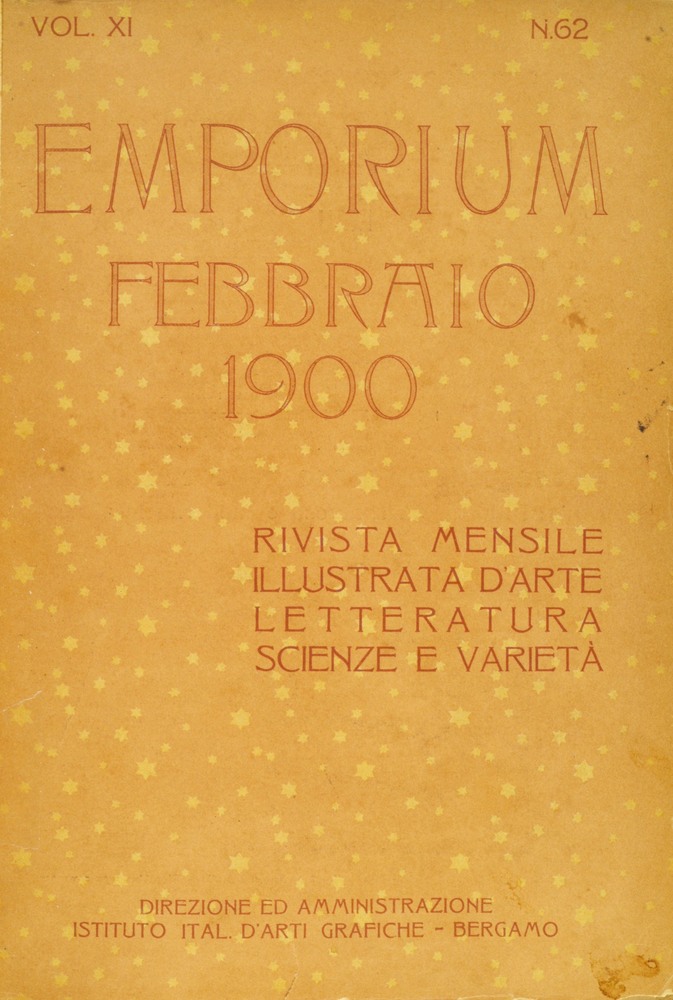 VOL. XI
N.62
EMPORIUM
FEBBRAIO
1900
RIVISTA MENSILE
ILLUSTRATA D'ARTE
LETTERATURA
SCIENZE E VARIETÀ
DIREZIONE ED AMMINISTRAZIONE
ISTITUTO ITAL. D'ARTI GRAFICHE - BERGAMO